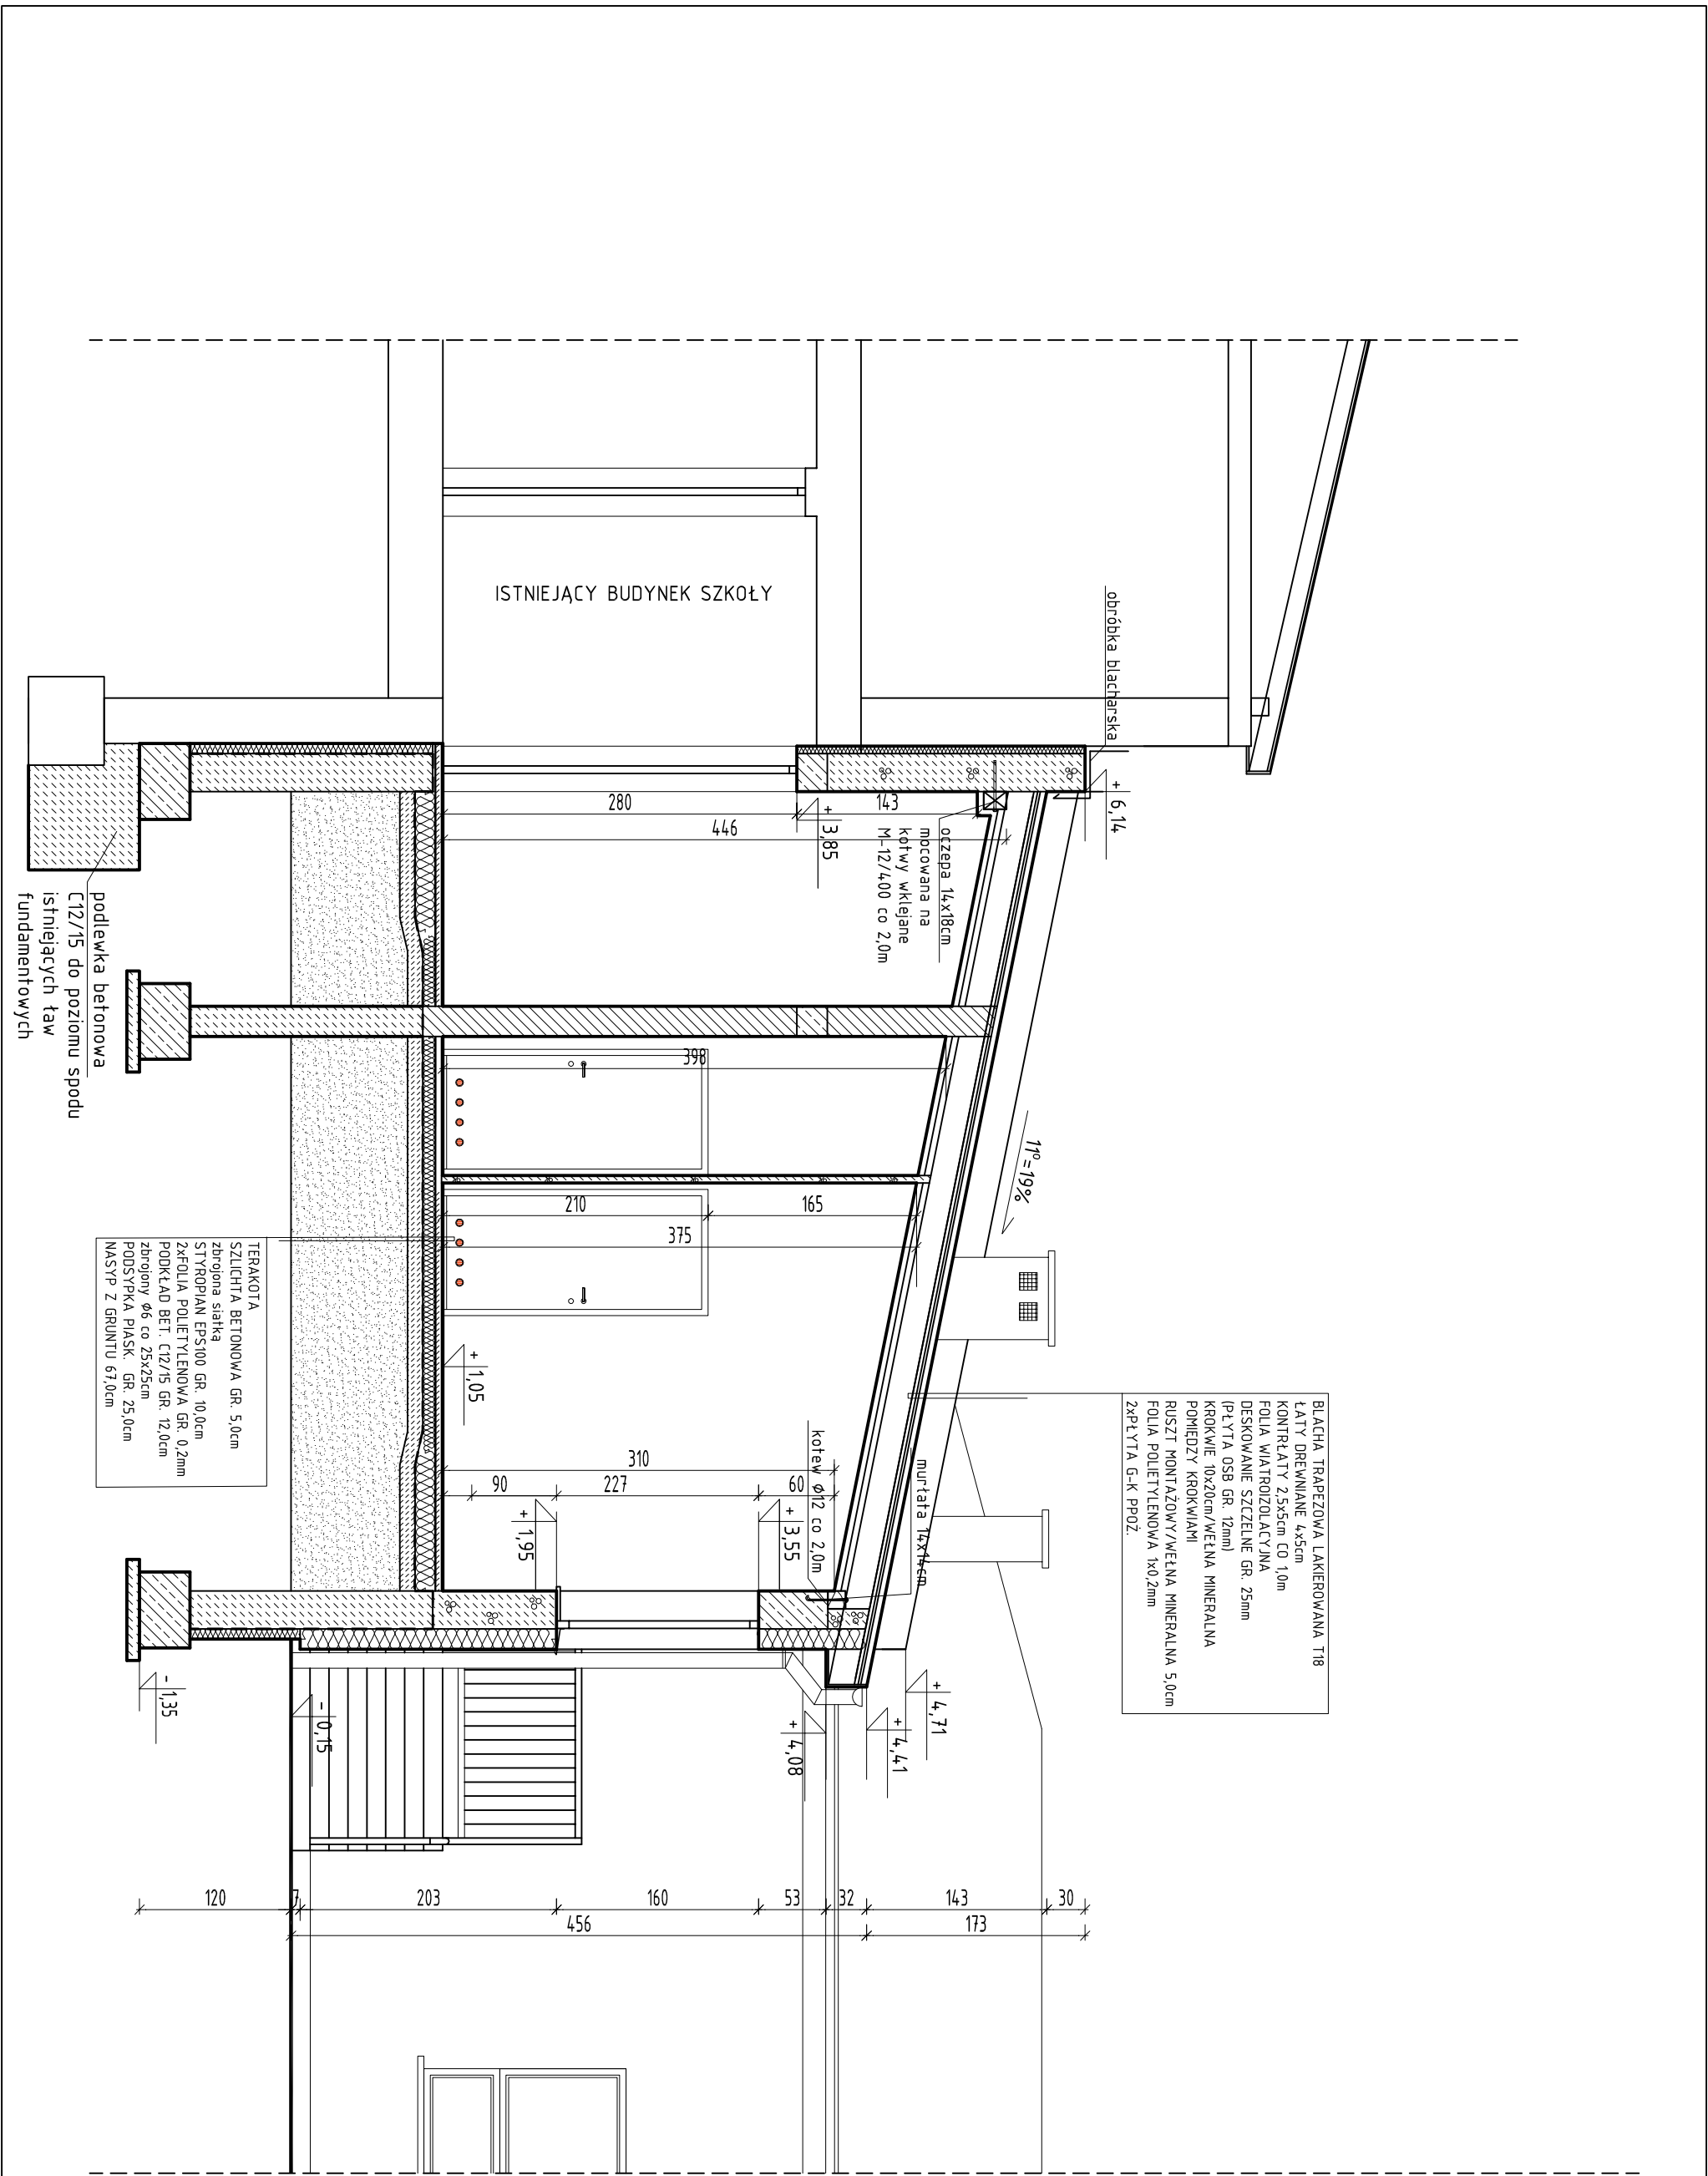 BLACHA TRAPEZOWA LAKIEROWANA T18
ŁATY DREWNIANE 4x5cm
KONTRŁATY 2,5x5cm CO 1,0m
FOLIA WIATROIZOLACYJNA
DESKOWANIE SZCZELNE GR. 25mm
(PŁYTA OSB GR. 12mm)
KROKWIE 10x20cm/WEŁNA MINERALNA
POMIĘDZY KROKWIAMI
RUSZT MONTAŻOWY/WEŁNA MINERALNA 5,0cm
FOLIA POLIETYLENOWA 1x0,2mm
2xPŁYTA G-K PPOŻ.
obróbka blacharska
+ 6,14
11°=19%
oczepa 14x18cm
mocowana na
kotwy wklejane
M-12/400 co 2,0m
+ 3,85
143
280
446
ISTNIEJĄCY BUDYNEK SZKOŁY
398
210
165
375
+ 1,05
murłata 14x14cm
kotew ø12 co 2,0m
310
90
227
60
+ 3,55
+ 1,95
+ 4,71
+ 4,41
+ 4,08
- 0,15
- 1,35
120
7
203
160
53
32
143
30
456
173
TERAKOTA
SZLICHTA BETONOWA GR. 5,0cm
zbrojona siatką
STYROPIAN EPS100 GR. 10,0cm
2xFOLIA POLIETYLENOWA GR. 0,2mm
PODKŁAD BET. C12/15 GR. 12,0cm
zbrojony ø6 co 25x25cm
PODSYPKA PIASK. GR. 25,0cm
NASYP Z GRUNTU 67,0cm
podlewka betonowa
C12/15 do poziomu spodu
istniejących ław
fundamentowych